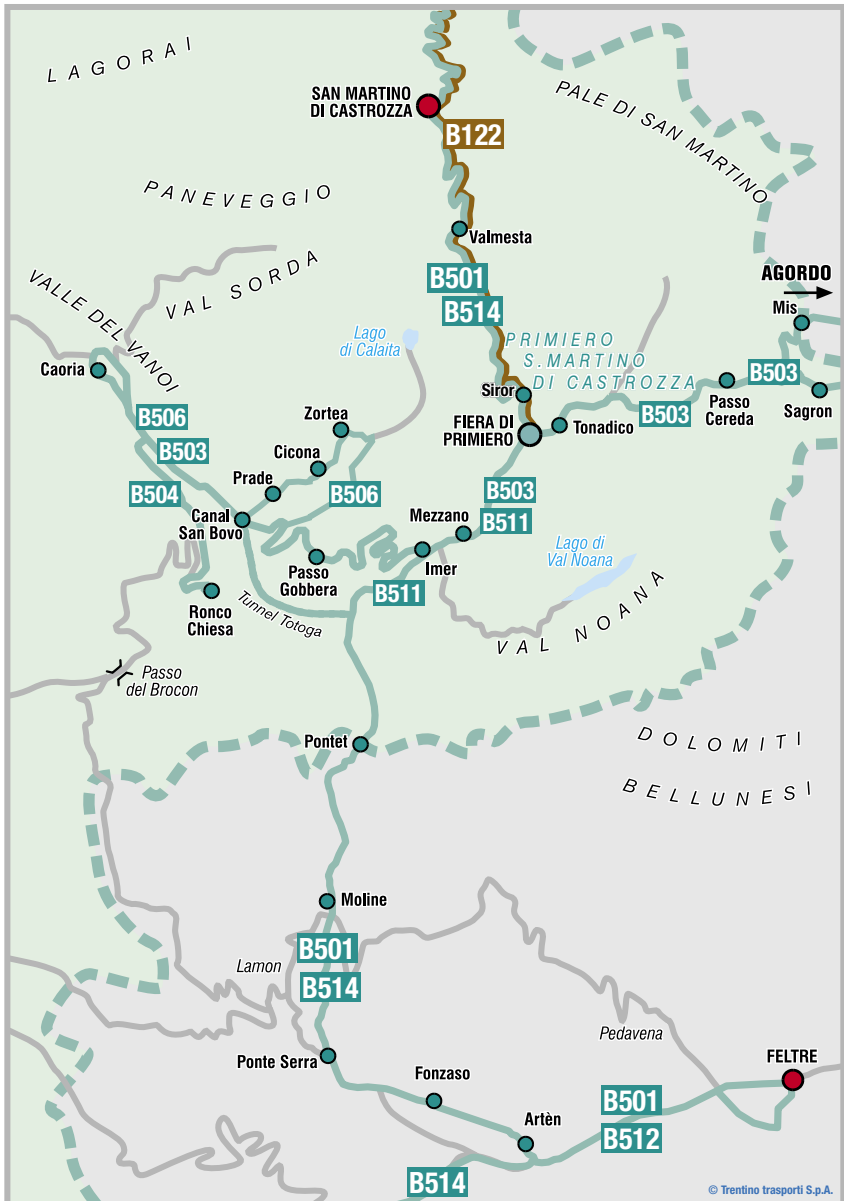 LAGORAI
SAN MARTINO
DI CASTROZZA
PALE DI SAN MARTINO
B122
PANEVEGGIO
Valmesta
VAL SORDA
VALLE DEL VANOI
B501
B514
AGORDO
Mis
Lago
di Calaita
PRIMIERO
S.MARTINO
DI CASTROZZA
Caoria
Siror
B503
Passo
Cereda
Sagron
B506
Zortea
FIERA DI
PRIMIERO
Tonadico
B503
B503
Cicona
B504
Prade
B506
B503
Canal
San Bovo
Mezzano
B511
Passo
Gobbera
Imer
Lago di
Val Noana
B511
Ronco
Chiesa
Tunnel Totoga
VAL NOANA
Passo
del Brocon
Pontet
DOLOMITI
BELLUNESI
Moline
B501
Lamon
B514
Pedavena
Ponte Serra
FELTRE
Fonzaso
B501
Artèn
B512
B514
© Trentino trasporti S.p.A.